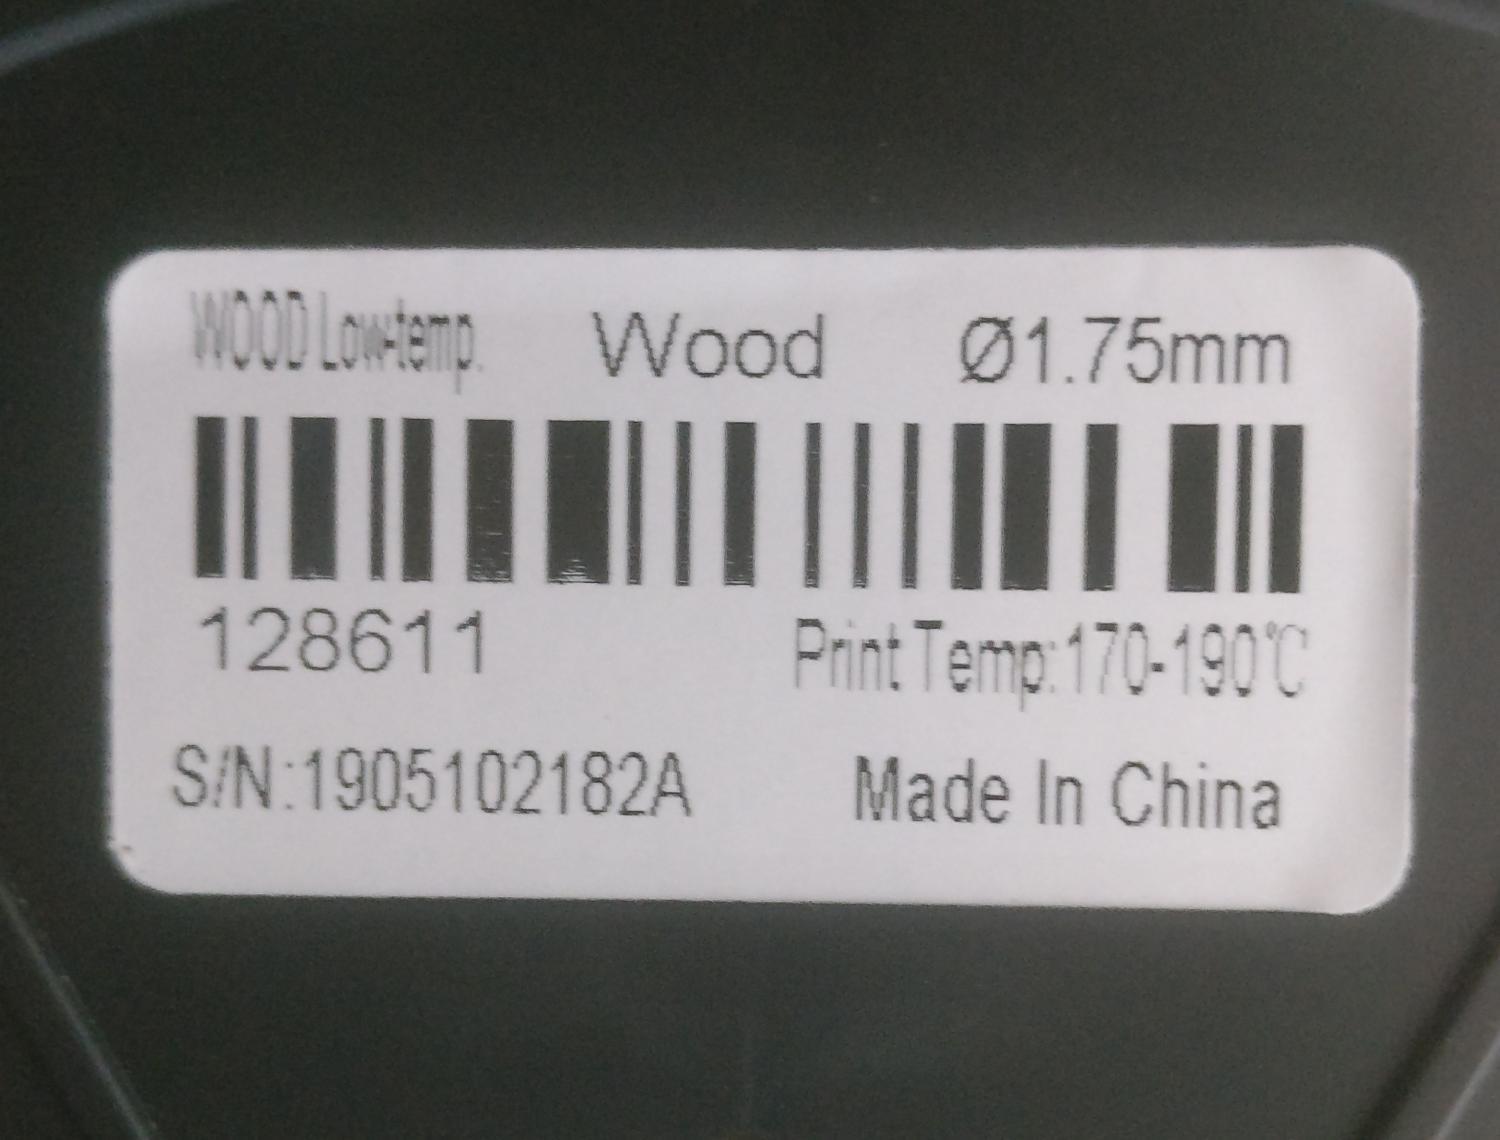 WOOD Low-temp. Wood Ø1.75mm
128611 Print Temp:170-190℃
S/N:1905102182A Made In China